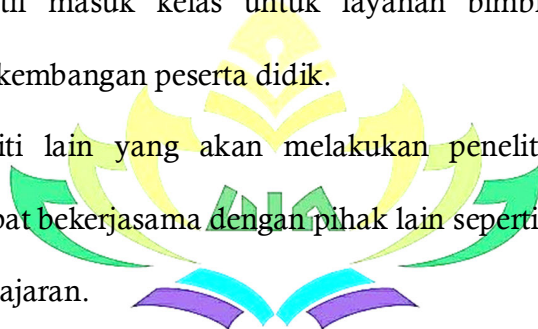 masuk kelas untuk layanan
kembangan peserta didik.
lain yang akan melakukan
bekerjasama dengan pihak lain seperti
ajaran.